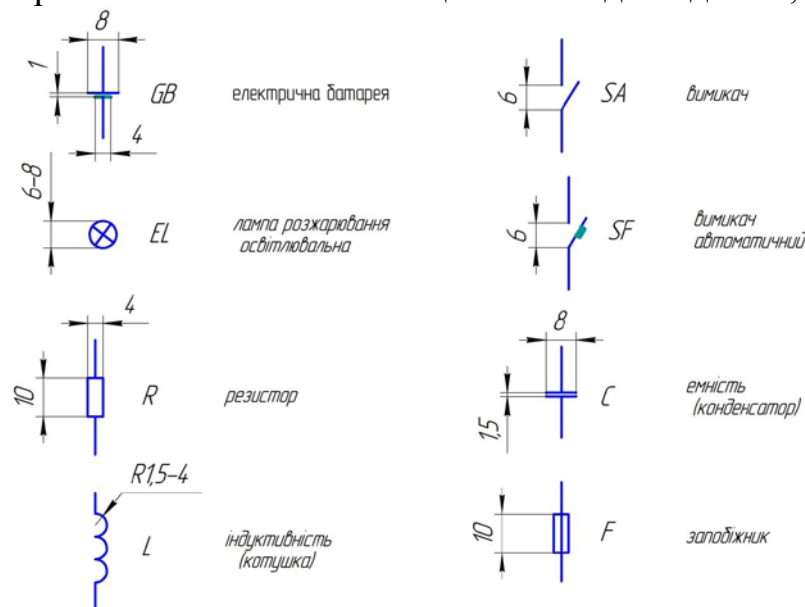 8
1
GB
електрична батарея
4
6
SA
вимикач
6–8
EL
лампа розжарювання
освітлювальна
6
SF
вимикач
автоматичний
4
10
R
резистор
8
C
ємність
(конденсатор)
1,5
R1,5–4
L
індуктивність
(котушка)
10
F
запобіжник